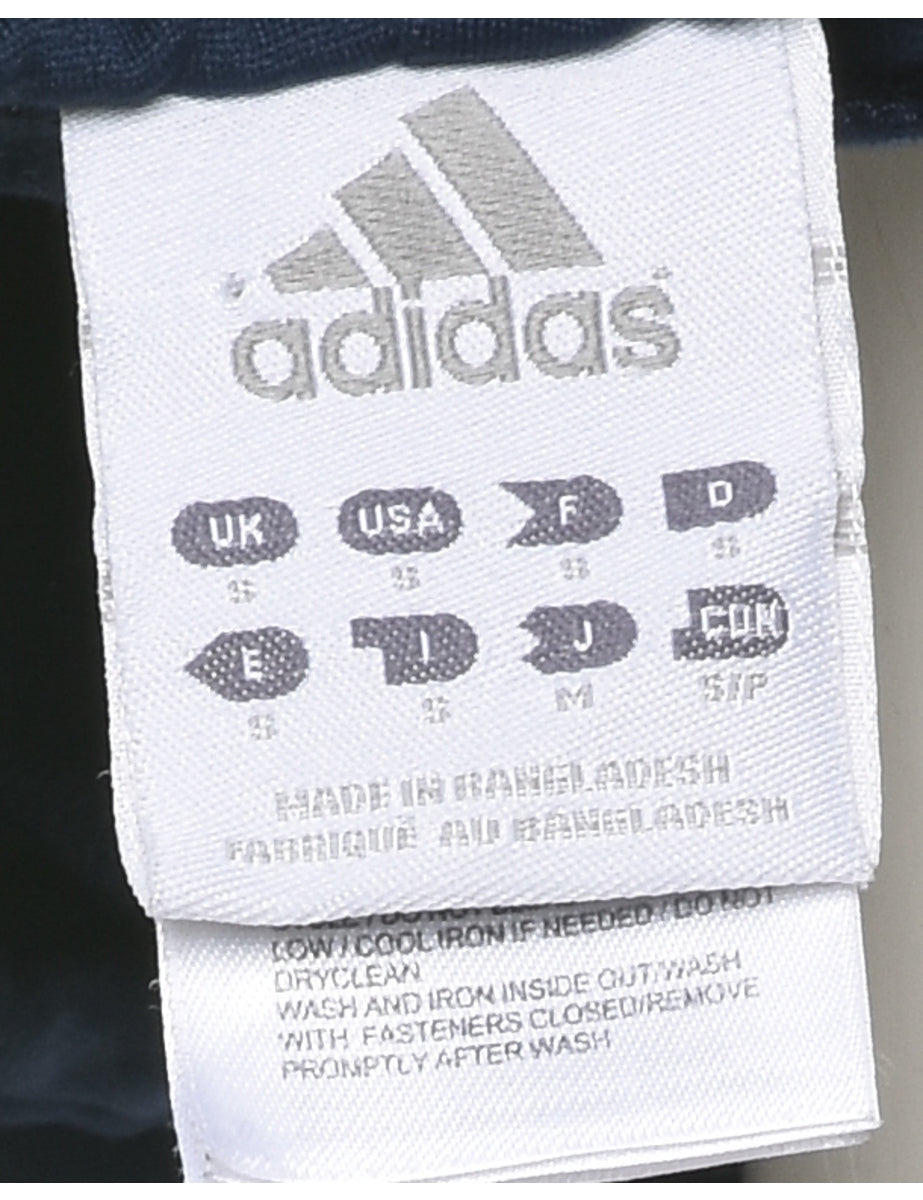 adidas
UK USA F D
S S S S
E I J CDN
S S M S/P
MADE IN BANGLADESH
FABRIQUÉ AU BANGLADESH
LOW / COOL IRON IF NEEDED / DO NOT
DRYCLEAN
WASH AND IRON INSIDE OUT/WASH
WITH FASTENERS CLOSED/REMOVE
PROMPTLY AFTER WASH